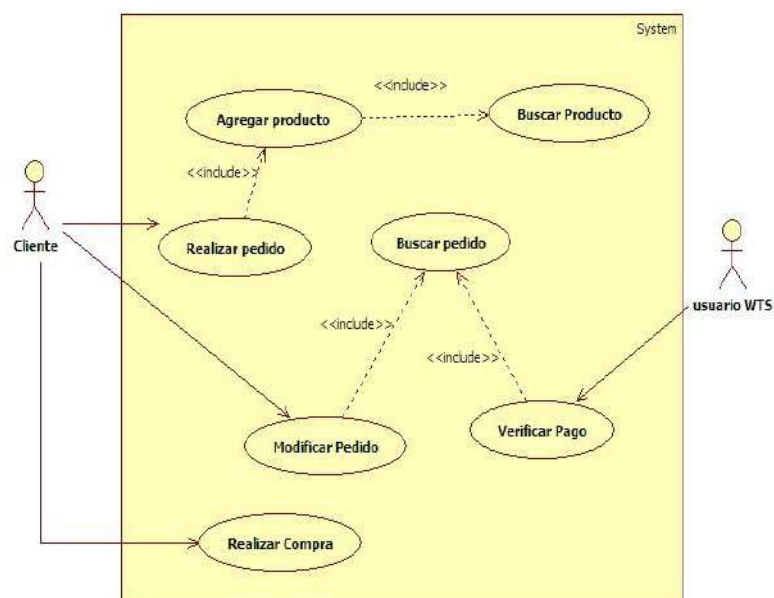 System
<<include>>
Agregar producto
Buscar Producto
<<include>>
Cliente
Realizar pedido
Buscar pedido
usuario WTS
<<include>>
<<include>>
Modificar Pedido
Verificar Pago
Realizar Compra